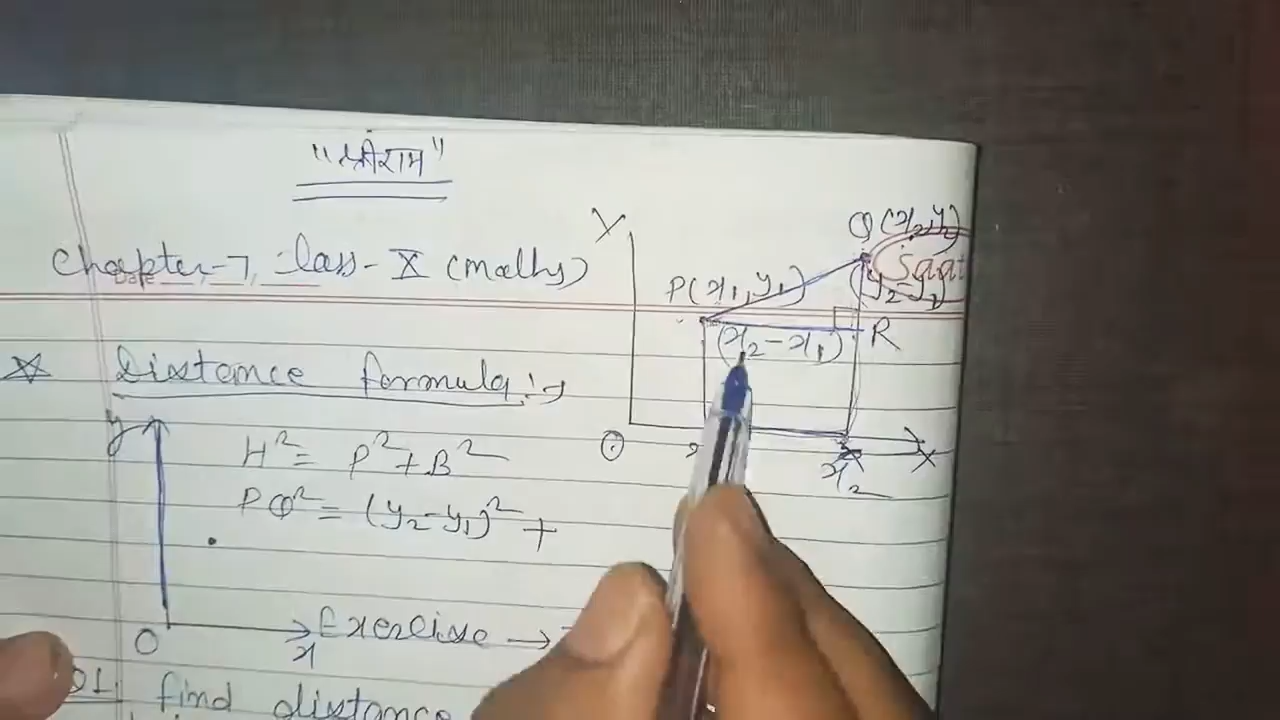 "श्रीराम"
Chapter-7, Class-X (Maths)
Distance formula :→
H² = P² + B²
PQ² = (y₂-y₁)² +
Y
P(x₁, y₁)
Q(x₂, y₂)
(y₂-y₁)
(x₂-x₁)
R
O
x₂
X
y
O
x
Exercise →
Q1. find distance